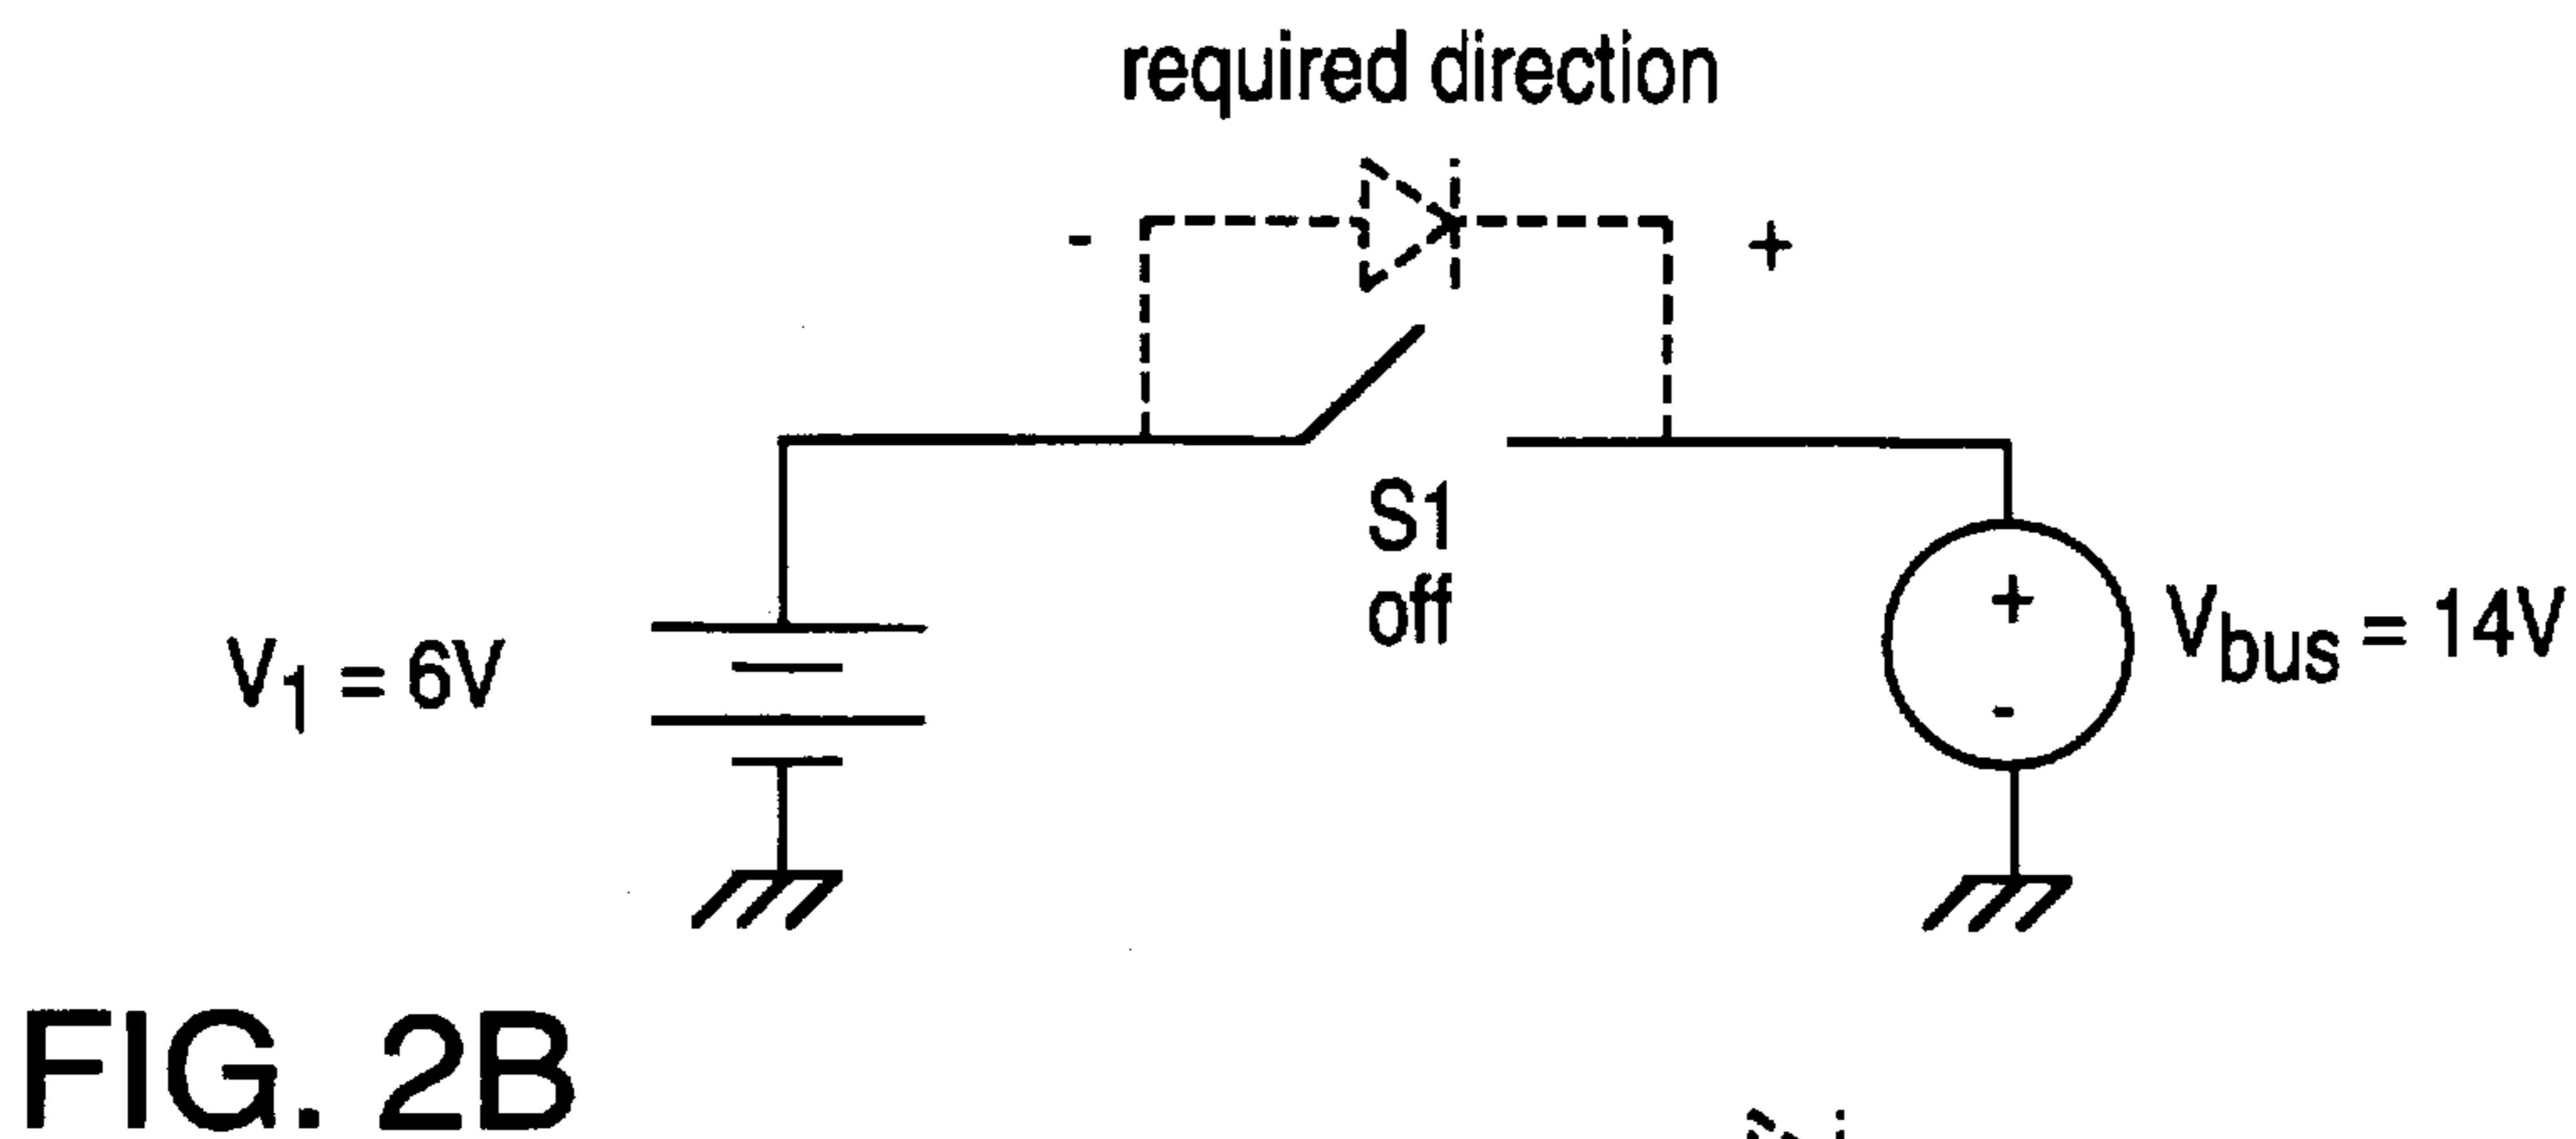 required direction
- +
S1
off
V1 = 6V
+
-
Vbus = 14V
FIG. 2B